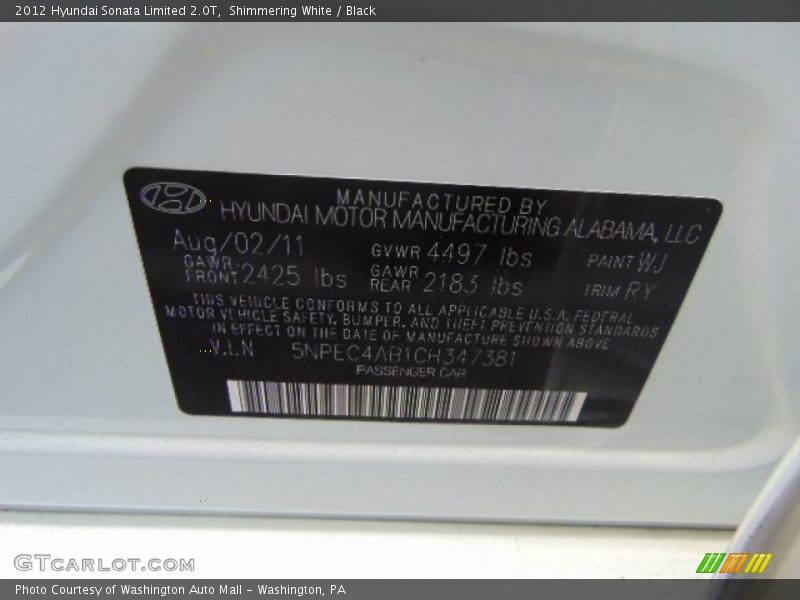 2012 Hyundai Sonata Limited 2.0T, Shimmering White / Black
MANUFACTURED BY
HYUNDAI MOTOR MANUFACTURING ALABAMA, LLC
Aug/02/11 GVWR 4497 lbs PAINT WJ
GAWR FRONT 2425 lbs GAWR REAR 2183 lbs TRIM RY
THIS VEHICLE CONFORMS TO ALL APPLICABLE U.S.A. FEDERAL
MOTOR VEHICLE SAFETY, BUMPER, AND THEFT PREVENTION STANDARDS
IN EFFECT ON THE DATE OF MANUFACTURE SHOWN ABOVE
V.I.N 5NPEC4AB1CH347381
PASSENGER CAR
GTcarlot.com
Photo Courtesy of Washington Auto Mall - Washington, PA